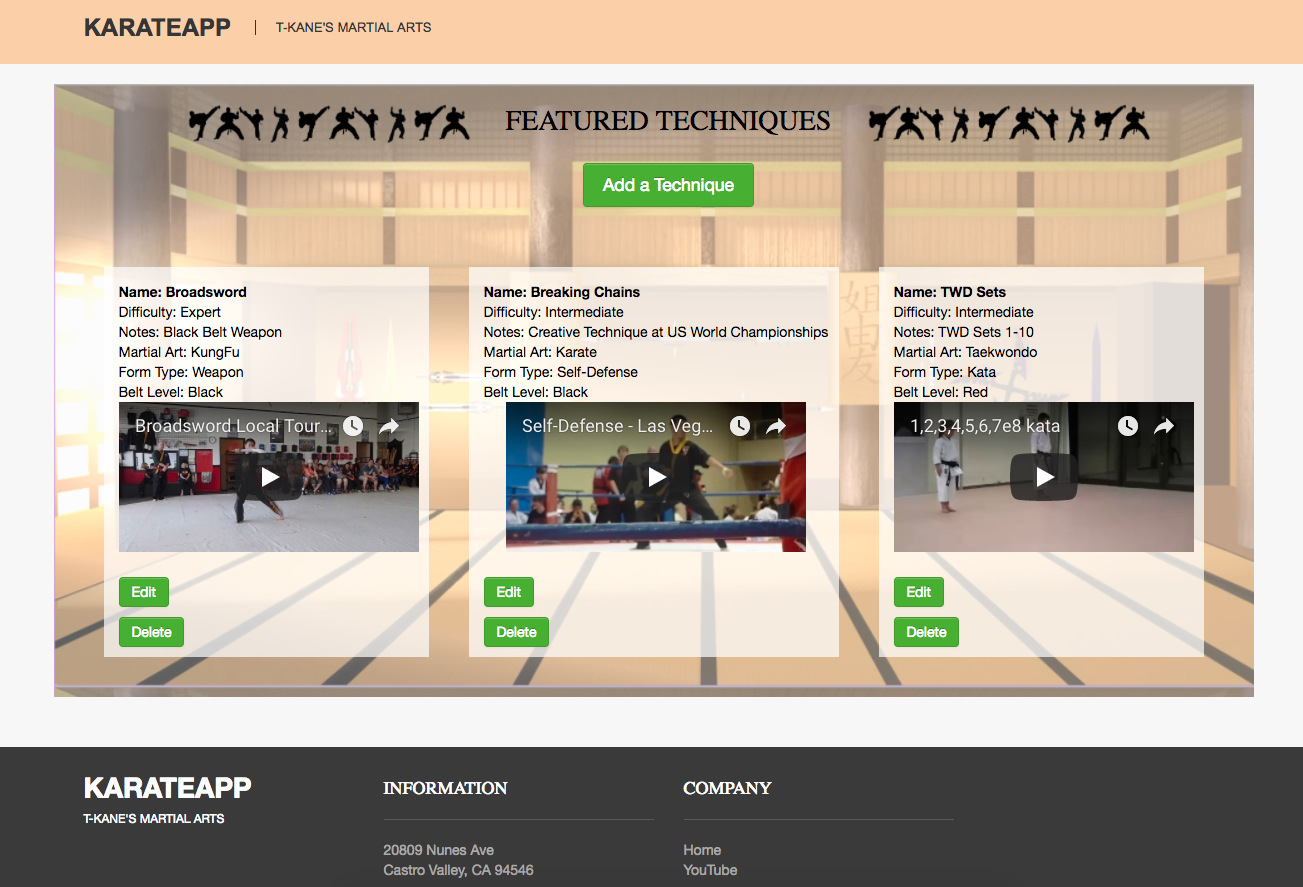 KARATEAPP | T-KANE'S MARTIAL ARTS
FEATURED TECHNIQUES
Add a Technique
Name: Broadsword
Difficulty: Expert
Notes: Black Belt Weapon
Martial Art: KungFu
Form Type: Weapon
Belt Level: Black
Broadsword Local Tour...
Edit
Delete
Name: Breaking Chains
Difficulty: Intermediate
Notes: Creative Technique at US World Championships
Martial Art: Karate
Form Type: Self-Defense
Belt Level: Black
Self-Defense - Las Veg...
Edit
Delete
Name: TWD Sets
Difficulty: Intermediate
Notes: TWD Sets 1-10
Martial Art: Taekwondo
Form Type: Kata
Belt Level: Red
1,2,3,4,5,6,7e8 kata
Edit
Delete
KARATEAPP
T-KANE'S MARTIAL ARTS
INFORMATION
20809 Nunes Ave
Castro Valley, CA 94546
COMPANY
Home
YouTube